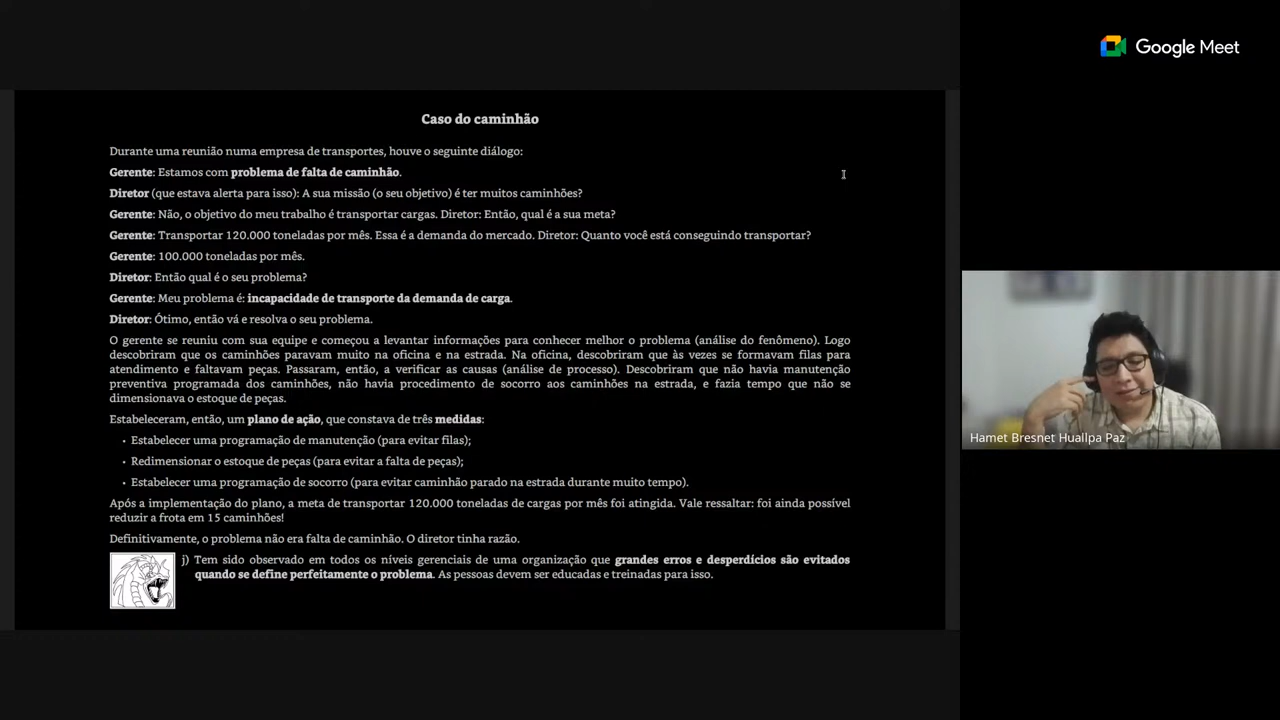 Google Meet
Caso do caminhão
Durante uma reunião numa empresa de transportes, houve o seguinte diálogo:
Gerente: Estamos com problema de falta de caminhão.
Diretor (que estava alerta para isso): A sua missão (o seu objetivo) é ter muitos caminhões?
Gerente: Não, o objetivo do meu trabalho é transportar cargas. Diretor: Então, qual é a sua meta?
Gerente: Transportar 120.000 toneladas por mês. Essa é a demanda do mercado. Diretor: Quanto você está conseguindo transportar?
Gerente: 100.000 toneladas por mês.
Diretor: Então qual é o seu problema?
Gerente: Meu problema é: incapacidade de transporte da demanda de carga.
Diretor: Ótimo, então vá e resolva o seu problema.
O gerente se reuniu com sua equipe e começou a levantar informações para conhecer melhor o problema (análise do fenômeno). Logo
descobriram que os caminhões paravam muito na oficina e na estrada. Na oficina, descobriram que às vezes se formavam filas para
atendimento e faltavam peças. Passaram, então, a verificar as causas (análise de processo). Descobriram que não havia manutenção
preventiva programada dos caminhões, não havia procedimento de socorro aos caminhões na estrada, e fazia tempo que não se
dimensionava o estoque de peças.
Estabeleceram, então, um plano de ação, que constava de três medidas:
• Estabelecer uma programação de manutenção (para evitar filas);
• Redimensionar o estoque de peças (para evitar a falta de peças);
• Estabelecer uma programação de socorro (para evitar caminhão parado na estrada durante muito tempo).
Após a implementação do plano, a meta de transportar 120.000 toneladas de cargas por mês foi atingida. Vale ressaltar: foi ainda possível
reduzir a frota em 15 caminhões!
Definitivamente, o problema não era falta de caminhão. O diretor tinha razão.
j) Tem sido observado em todos os níveis gerenciais de uma organização que grandes erros e desperdícios são evitados
quando se define perfeitamente o problema. As pessoas devem ser educadas e treinadas para isso.
Hamet Bresnet Huallpa Paz